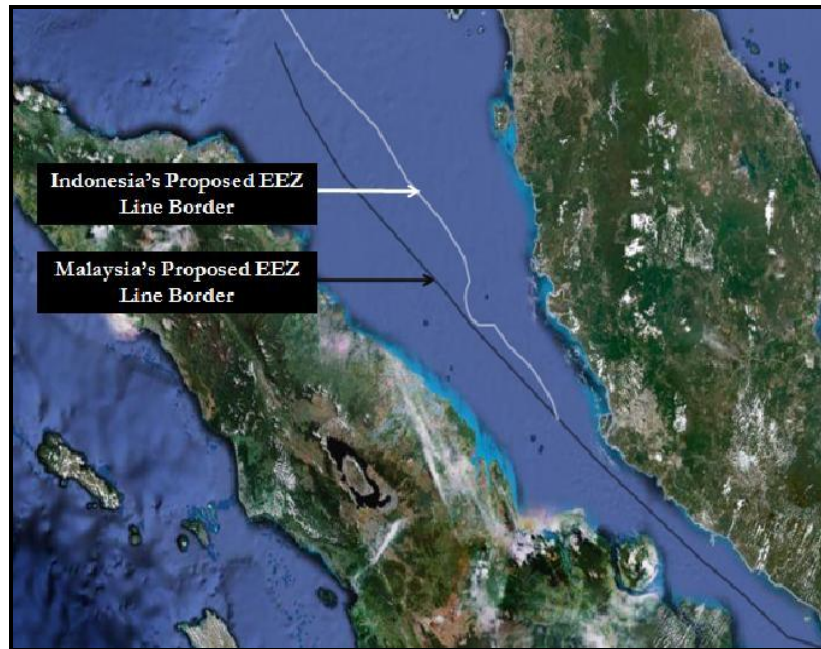 Indonesia's Proposed EEZ
Line Border
Malaysia's Proposed EEZ
Line Border